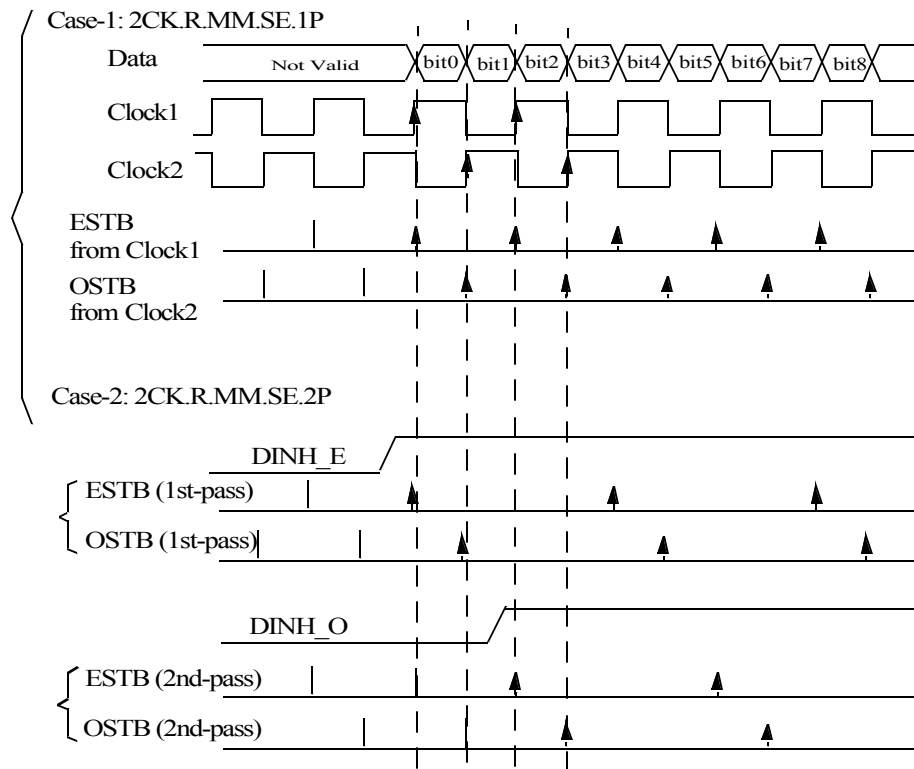 Case-1: 2CK.R.MM.SE.1P
Data
Not Valid
bit0
bit1
bit2
bit3
bit4
bit5
bit6
bit7
bit8
Clock1
Clock2
ESTB
from Clock1
OSTB
from Clock2
Case-2: 2CK.R.MM.SE.2P
DINH_E
ESTB (1st-pass)
OSTB (1st-pass)
DINH_O
ESTB (2nd-pass)
OSTB (2nd-pass)